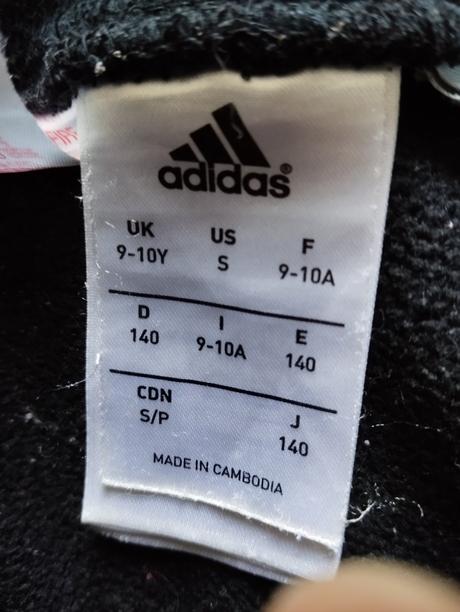 adidas®
UK US F
9-10Y S 9-10A
D I E
140 9-10A 140
CDN J
S/P 140
MADE IN CAMBODIA